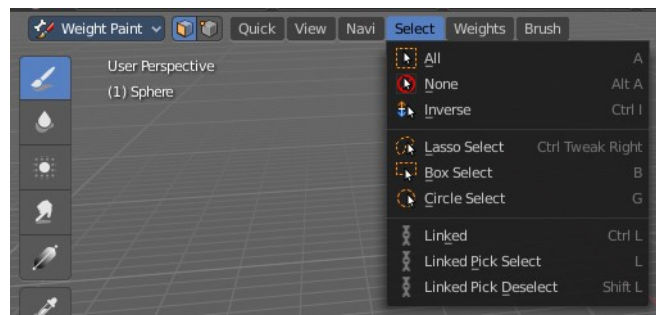 Weight Paint Quick View Navi Select Weights Brush
User Perspective
(1) Sphere
All A
None Alt A
Inverse Ctrl I
Lasso Select Ctrl Tweak Right
Box Select B
Circle Select G
Linked Ctrl L
Linked Pick Select L
Linked Pick Deselect Shift L